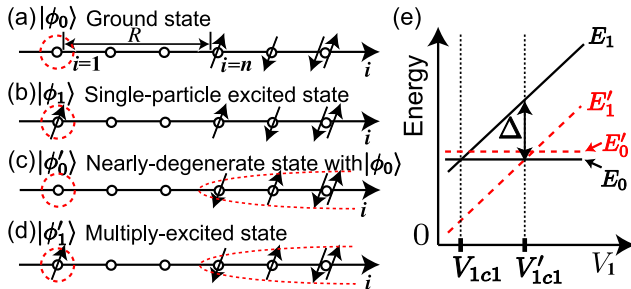 (a) |ϕ₀⟩ Ground state
R
i=1 i=n i
(b) |ϕ₁⟩ Single-particle excited state
i
(c) |ϕ′₀⟩ Nearly-degenerate state with |ϕ₀⟩
i
(d) |ϕ′₁⟩ Multiply-excited state
i
(e)
Energy
E₁
E′₁
Δ
E′₀
E₀
0
V₁c₁ V′₁c₁ V₁